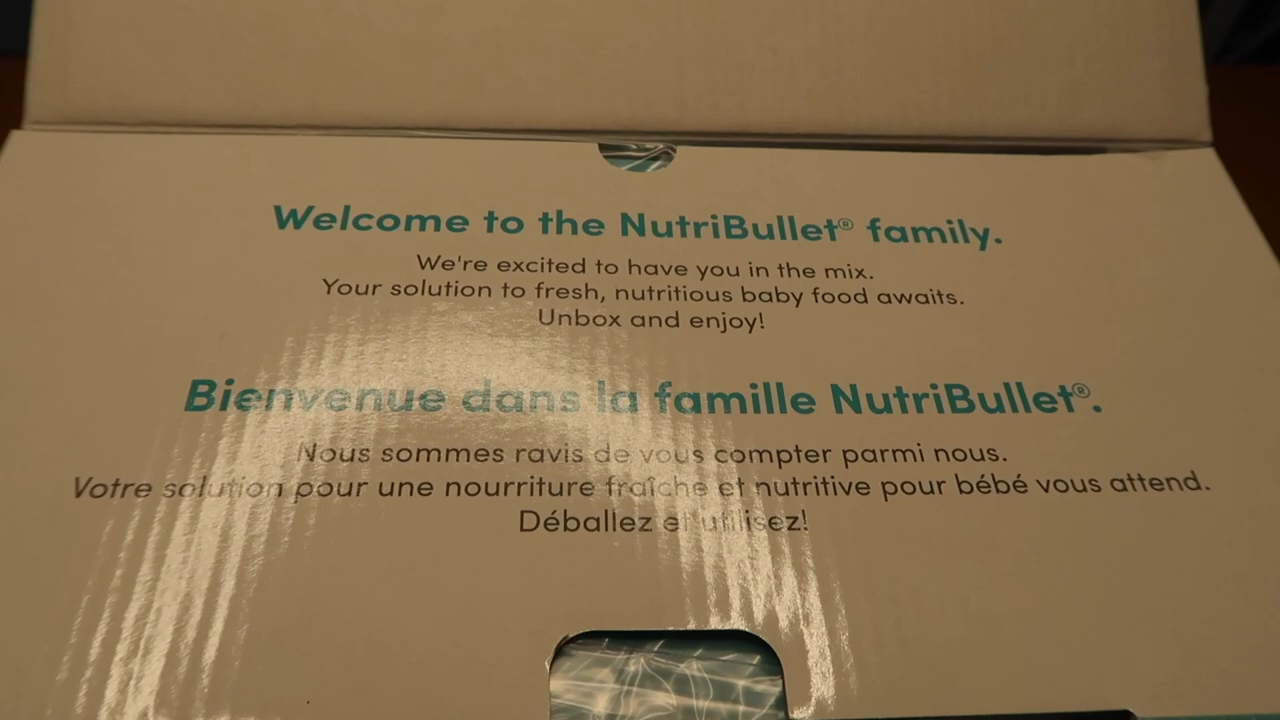 Welcome to the NutriBullet® family.
We're excited to have you in the mix.
Your solution to fresh, nutritious baby food awaits.
Unbox and enjoy!
Bienvenue dans la famille NutriBullet®.
Nous sommes ravis de vous compter parmi nous.
Votre solution pour une nourriture fraîche et nutritive pour bébé vous attend.
Déballez et utilisez!